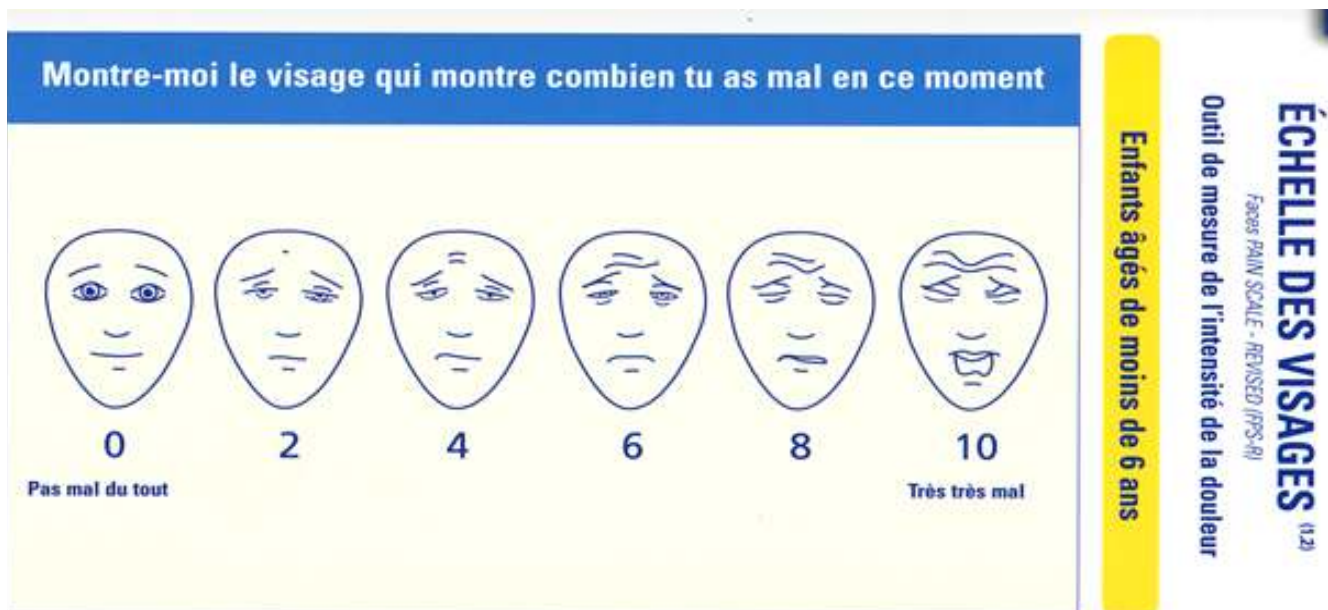 Montre-moi le visage qui montre combien tu as mal en ce moment
0 2 4 6 8 10
Pas mal du tout Très très mal
ÉCHELLE DES VISAGES (1.2)
Faces PAIN SCALE - REVISED (FPS-R)
Outil de mesure de l'intensité de la douleur
Enfants âgés de moins de 6 ans